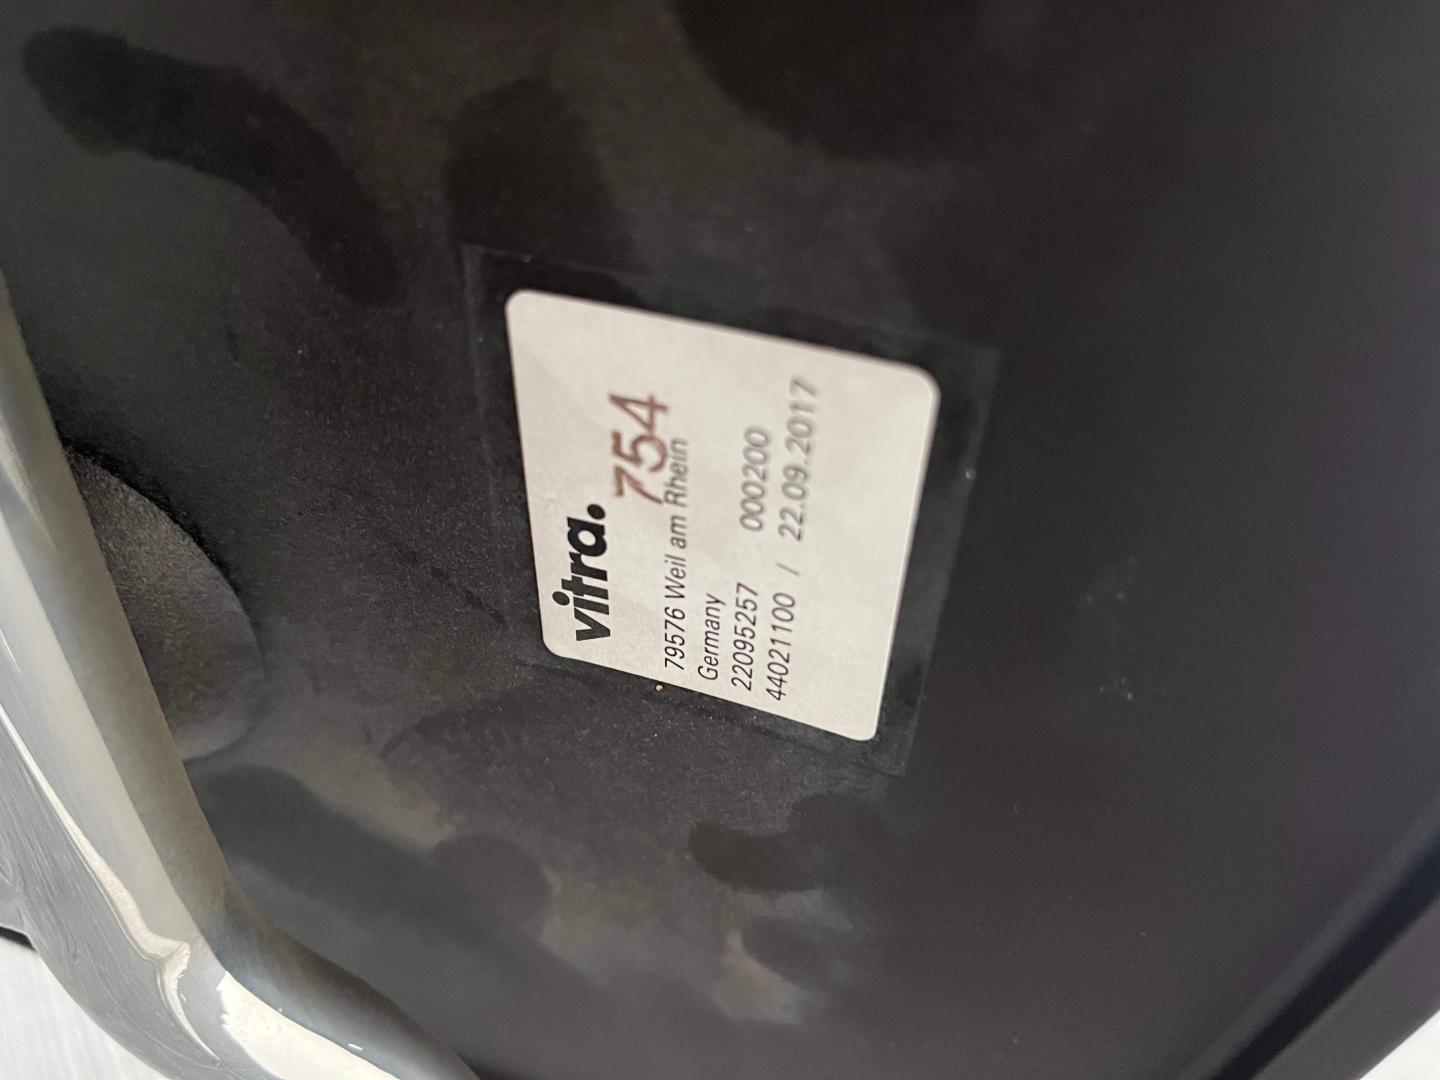 vitra.
754
79576 Weil am Rhein
Germany
22095257 000200
44021100 / 22.09.2017